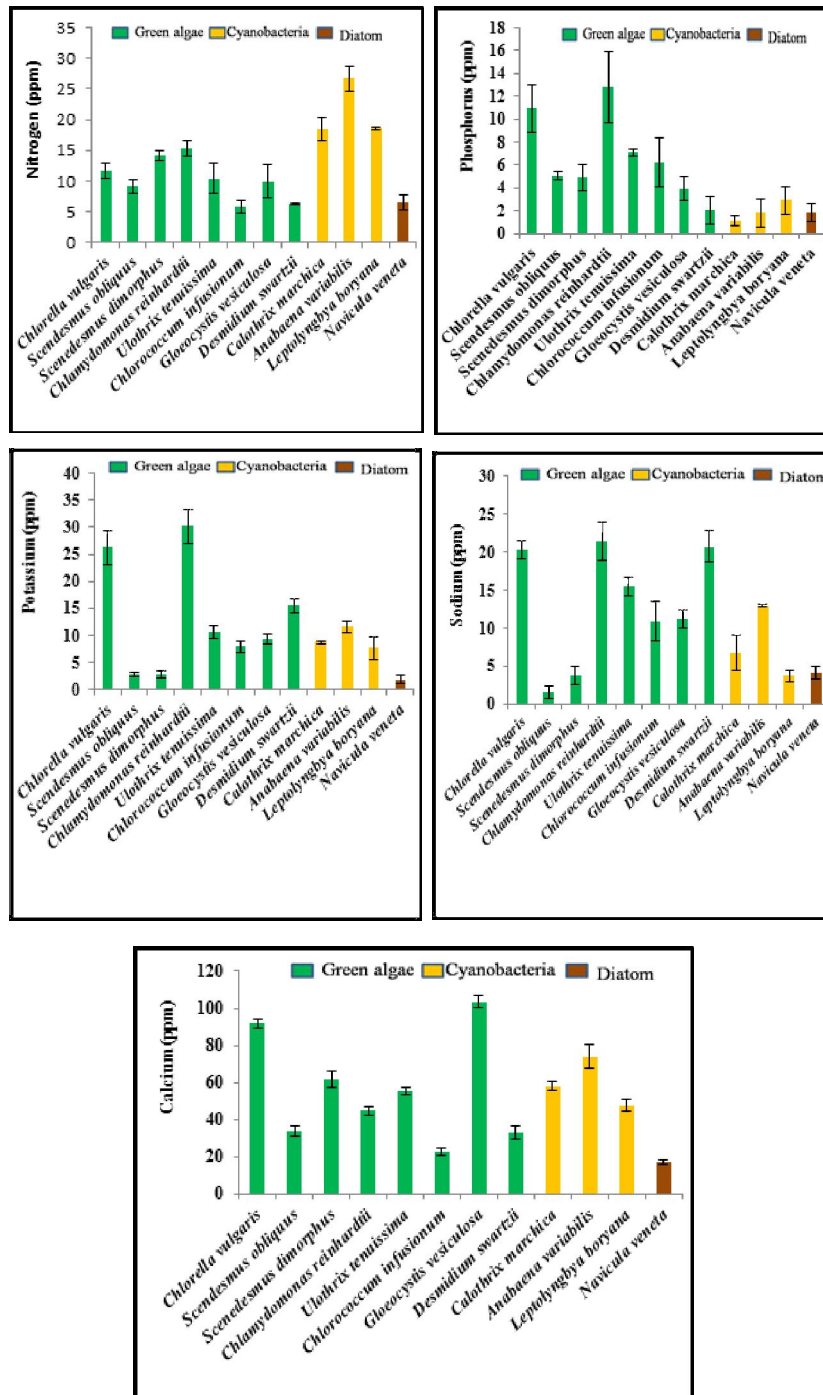 Green algae Cyanobacteria Diatom
Nitrogen (ppm)
35
30
25
20
15
10
5
0
Chlorella vulgaris
Scendesmus obliquus
Scenedesmus dimorphus
Chlamydomonas reinhardtii
Ulothrix tenuissima
Chlorococcum infusionum
Gloeocystis vesiculosa
Desmidium swartzii
Calothrix marchica
Anabaena variabilis
Leptolyngbya boryana
Navicula veneta
Green algae Cyanobacteria Diatom
Phosphorus (ppm)
18
16
14
12
10
8
6
4
2
0
Chlorella vulgaris
Scendesmus obliquus
Scenedesmus dimorphus
Chlamydomonas reinhardtii
Ulothrix tenuissima
Chlorococcum infusionum
Gloeocystis vesiculosa
Desmidium swartzii
Calothrix marchica
Anabaena variabilis
Leptolyngbya boryana
Navicula veneta
Green algae Cyanobacteria Diatom
Potassium (ppm)
40
35
30
25
20
15
10
5
0
Chlorella vulgaris
Scendesmus obliquus
Scenedesmus dimorphus
Chlamydomonas reinhardtii
Ulothrix tenuissima
Chlorococcum infusionum
Gloeocystis vesiculosa
Desmidium swartzii
Calothrix marchica
Anabaena variabilis
Leptolyngbya boryana
Navicula veneta
Green algae Cyanobacteria Diatom
Sodium (ppm)
30
25
20
15
10
5
0
Chlorella vulgaris
Scendesmus obliquus
Scenedesmus dimorphus
Chlamydomonas reinhardtii
Ulothrix tenuissima
Chlorococcum infusionum
Gloeocystis vesiculosa
Desmidium swartzii
Calothrix marchica
Anabaena variabilis
Leptolyngbya boryana
Navicula veneta
Green algae Cyanobacteria Diatom
Calcium (ppm)
120
100
80
60
40
20
0
Chlorella vulgaris
Scendesmus obliquus
Scenedesmus dimorphus
Chlamydomonas reinhardtii
Ulothrix tenuissima
Chlorococcum infusionum
Gloeocystis vesiculosa
Desmidium swartzii
Calothrix marchica
Anabaena variabilis
Leptolyngbya boryana
Navicula veneta